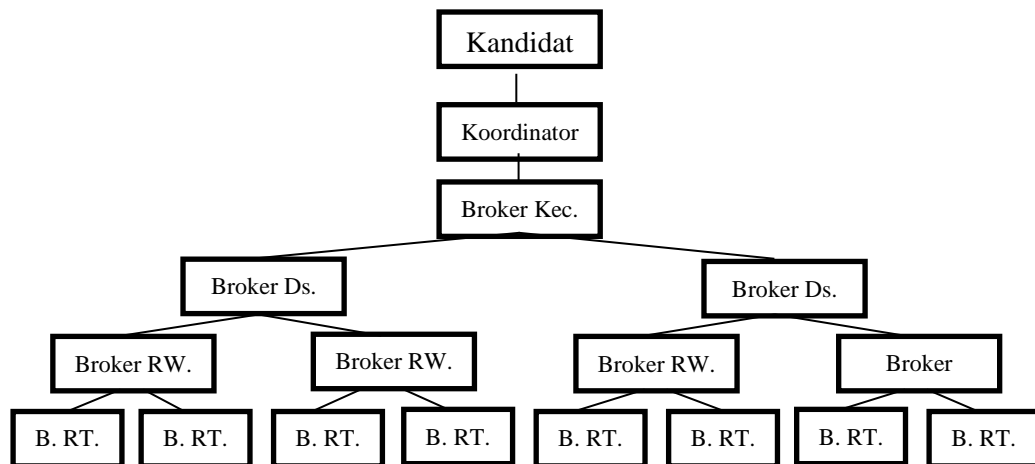 Kandidat
Koordinator
Broker Kec.
Broker Ds.
Broker Ds.
Broker RW.
Broker RW.
Broker RW.
Broker
B. RT.
B. RT.
B. RT.
B. RT.
B. RT.
B. RT.
B. RT.
B. RT.